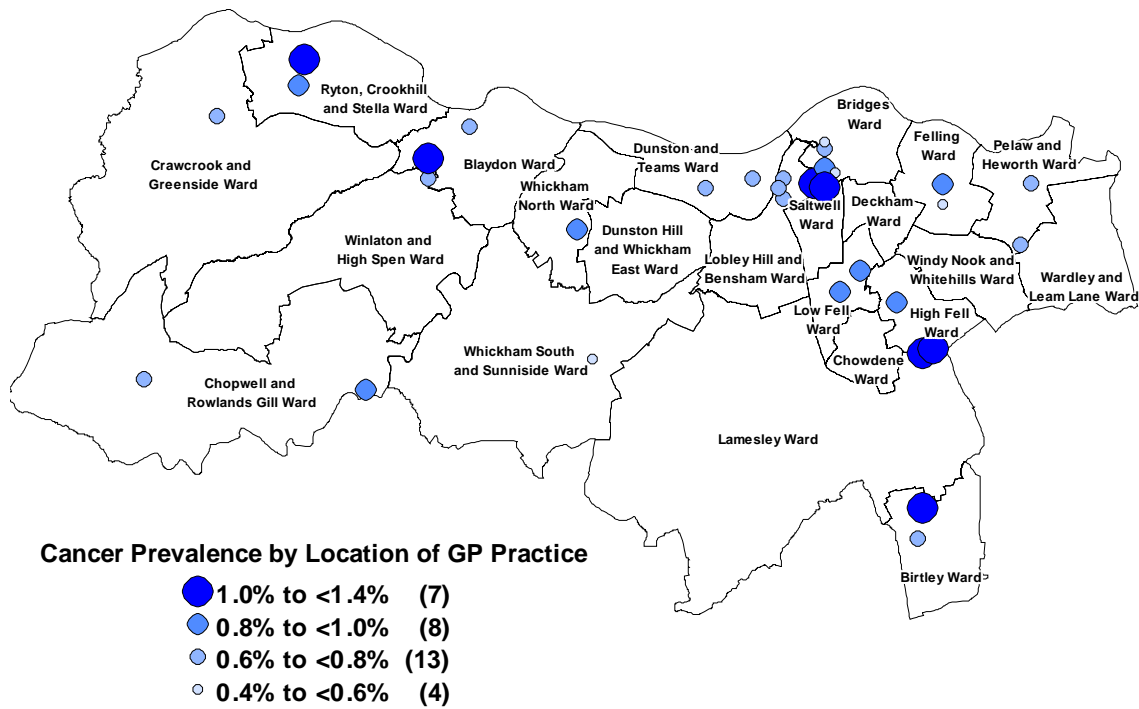 Ryton, Crookhill
and Stella Ward
Bridges
Ward
Crawcrook and
Greenside Ward
Blaydon Ward
Dunston and
Teams Ward
Felling
Ward
Pelaw and
Heworth Ward
Whickham
North Ward
Saltwell
Ward
Deckham
Ward
Winlaton and
High Spen Ward
Dunston Hill
and Whickham
East Ward
Lobley Hill and
Bensham Ward
Windy Nook and
Whitehills Ward
Wardley and
Leam Lane Ward
Low Fell
Ward
High Fell
Ward
Whickham South
and Sunniside Ward
Chowdene
Ward
Chopwell and
Rowlands Gill Ward
Lamesley Ward
Birtley Ward
Cancer Prevalence by Location of GP Practice
1.0% to <1.4% (7)
0.8% to <1.0% (8)
0.6% to <0.8% (13)
0.4% to <0.6% (4)